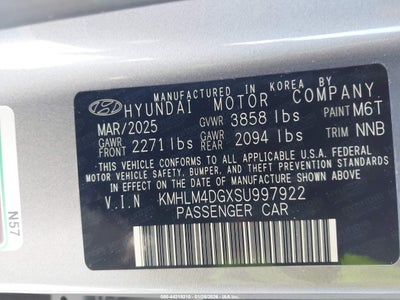 MANUFACTURED IN KOREA BY
HYUNDAI MOTOR COMPANY
MAR/2025 GVWR 3858 lbs PAINT M6T
GAWR FRONT 2271 lbs GAWR REAR 2094 lbs TRIM NNB
THIS VEHICLE CONFORMS TO ALL APPLICABLE U.S.A. FEDERAL
MOTOR VEHICLE SAFETY, BUMPER, AND THEFT PREVENTION
STANDARDS IN EFFECT ON THE DATE OF MANUFACTURE SHOWN ABOVE.
V.I.N KMHLM4DGXSU997922
PASSENGER CAR
N57